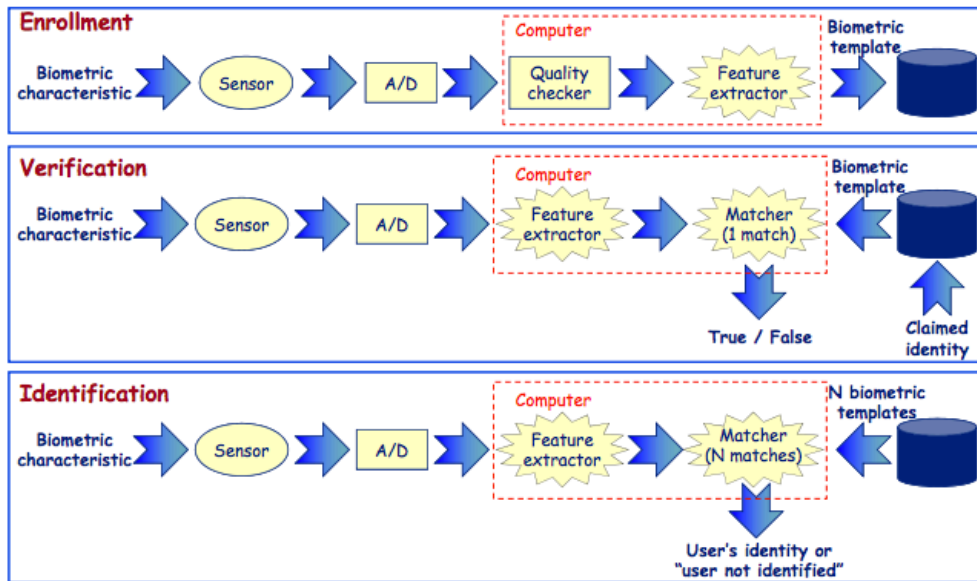 Enrollment
Computer
Biometric
template
Biometric
characteristic
Sensor
A/D
Quality
checker
Feature
extractor
Verification
Computer
Biometric
template
Biometric
characteristic
Sensor
A/D
Feature
extractor
Matcher
(1 match)
True / False
Claimed
identity
Identification
Computer
N biometric
templates
Biometric
characteristic
Sensor
A/D
Feature
extractor
Matcher
(N matches)
User's identity or
"user not identified"